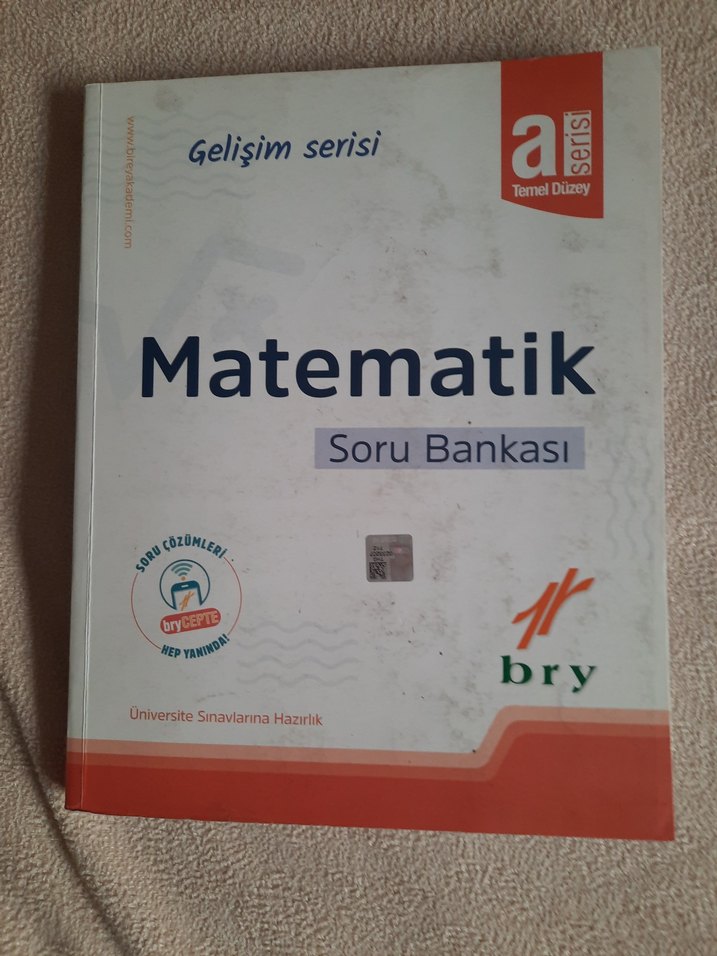 www.bireyakademi.com
Gelişim serisi
a serisi
Temel Düzey
Matematik
Soru Bankası
SORU ÇÖZÜMLERİ
bryCEPTE
HEP YANINDA!
bry
Üniversite Sınavlarına Hazırlık